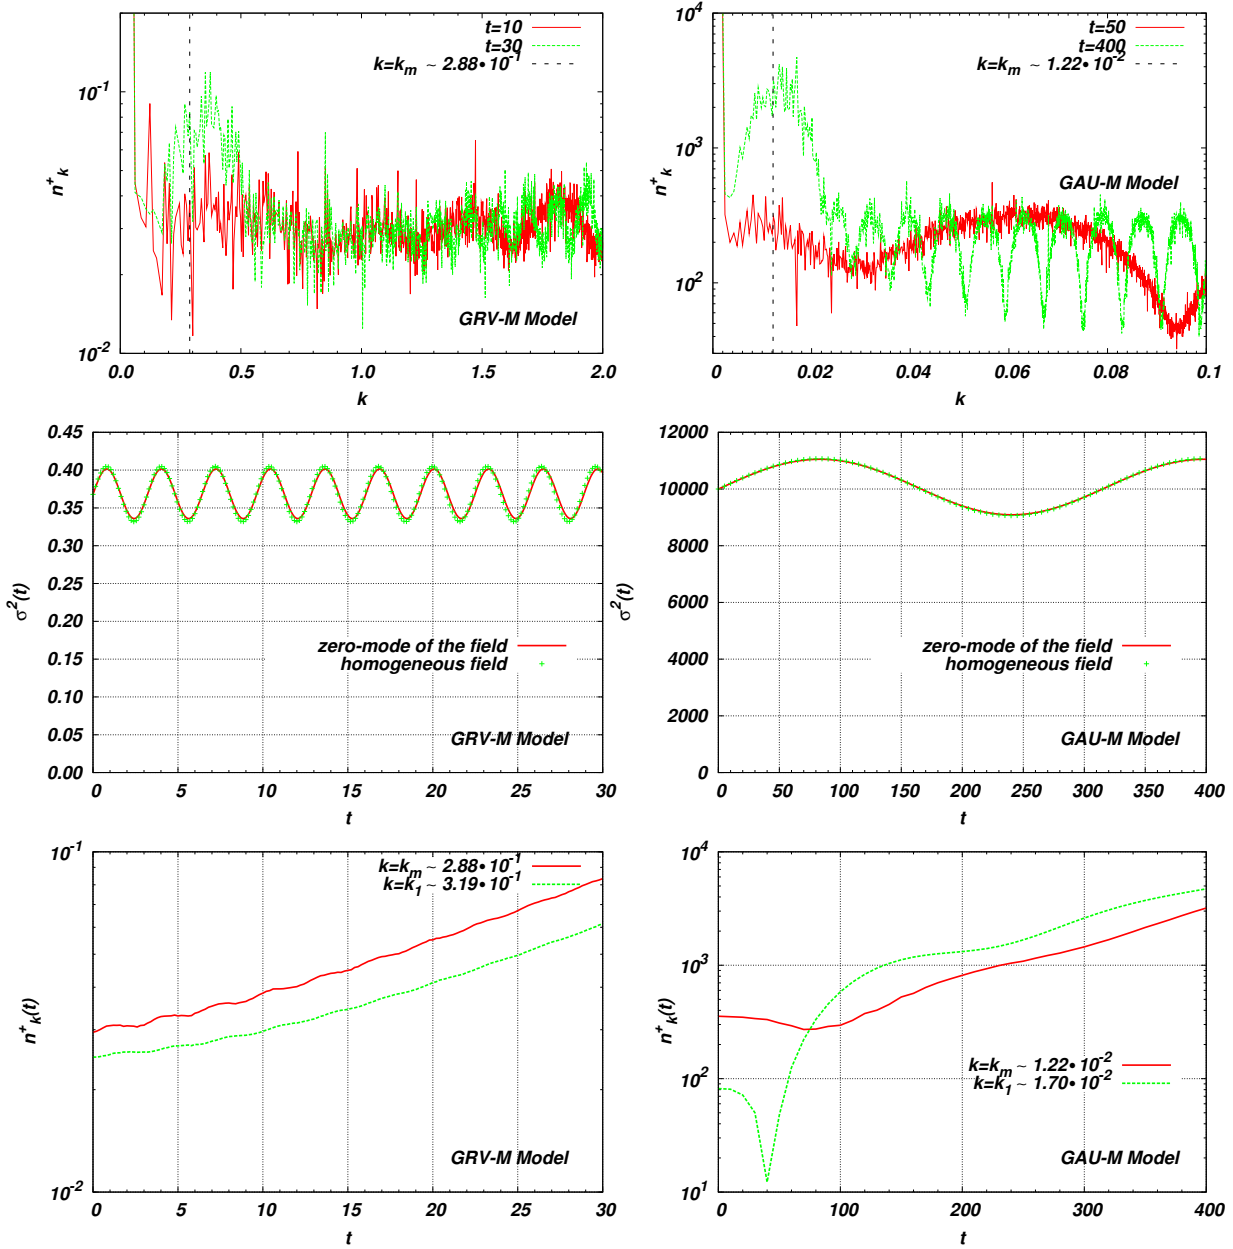 t=10
t=30
k=k_m ~ 2.88•10^-1
10^-1
10^-2
n^+_k
GRV-M Model
0.0 0.5 1.0 1.5 2.0
k
t=50
t=400
k=k_m ~ 1.22•10^-2
10^4
10^3
10^2
n^+_k
GAU-M Model
0 0.02 0.04 0.06 0.08 0.1
k
0.45
0.40
0.35
0.30
0.25
0.20
0.15
0.10
0.05
0.00
σ^2(t)
zero-mode of the field
homogeneous field
GRV-M Model
0 5 10 15 20 25 30
t
12000
10000
8000
6000
4000
2000
0
σ^2(t)
zero-mode of the field
homogeneous field
GAU-M Model
0 50 100 150 200 250 300 350 400
t
10^-1
10^-2
n^+_k(t)
k=k_m ~ 2.88•10^-1
k=k_1 ~ 3.19•10^-1
GRV-M Model
0 5 10 15 20 25 30
t
10^4
10^3
10^2
10^1
n^+_k(t)
k=k_m ~ 1.22•10^-2
k=k_1 ~ 1.70•10^-2
GAU-M Model
0 100 200 300 400
t